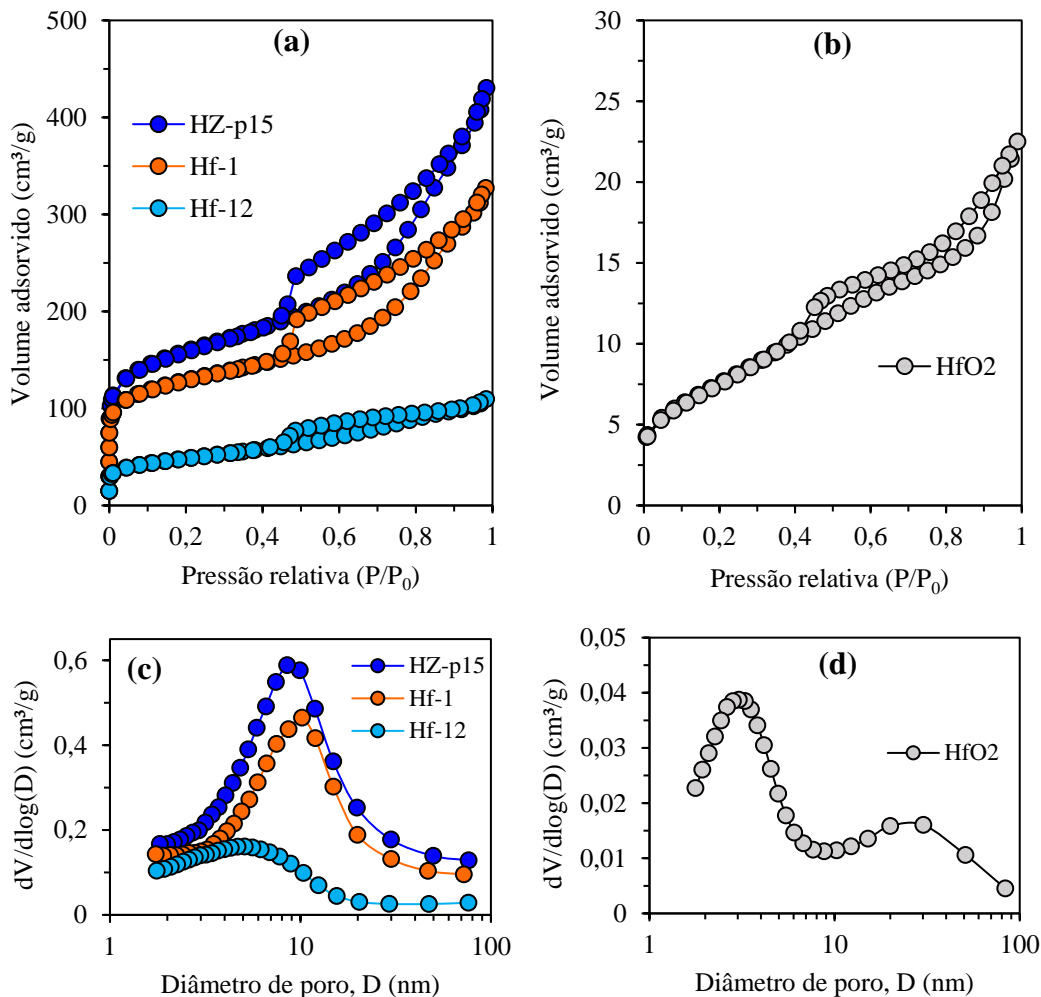 (a)
Volume adsorvido (cm³/g)
500
400
300
200
100
0
HZ-p15
Hf-1
Hf-12
0 0,2 0,4 0,6 0,8 1
Pressão relativa (P/P₀)
(b)
Volume adsorvido (cm³/g)
30
25
20
15
10
5
0
HfO2
0 0,2 0,4 0,6 0,8 1
Pressão relativa (P/P₀)
(c)
dV/dlog(D) (cm³/g)
0,6
0,4
0,2
0
HZ-p15
Hf-1
Hf-12
1 10 100
Diâmetro de poro, D (nm)
(d)
dV/dlog(D) (cm³/g)
0,05
0,04
0,03
0,02
0,01
0
HfO2
1 10 100
Diâmetro de poro, D (nm)